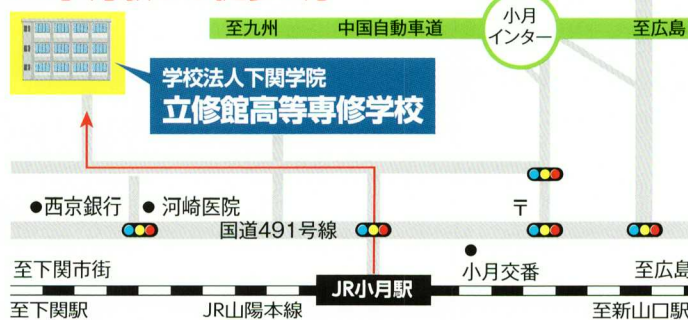 至九州
中国自動車道
小月
インター
至広島
学校法人下関学院
立修館高等専修学校
●西京銀行
●河崎医院
〒
国道491号線
小月交番
至下関市街
至広島
JR小月駅
至下関駅
JR山陽本線
至新山口駅